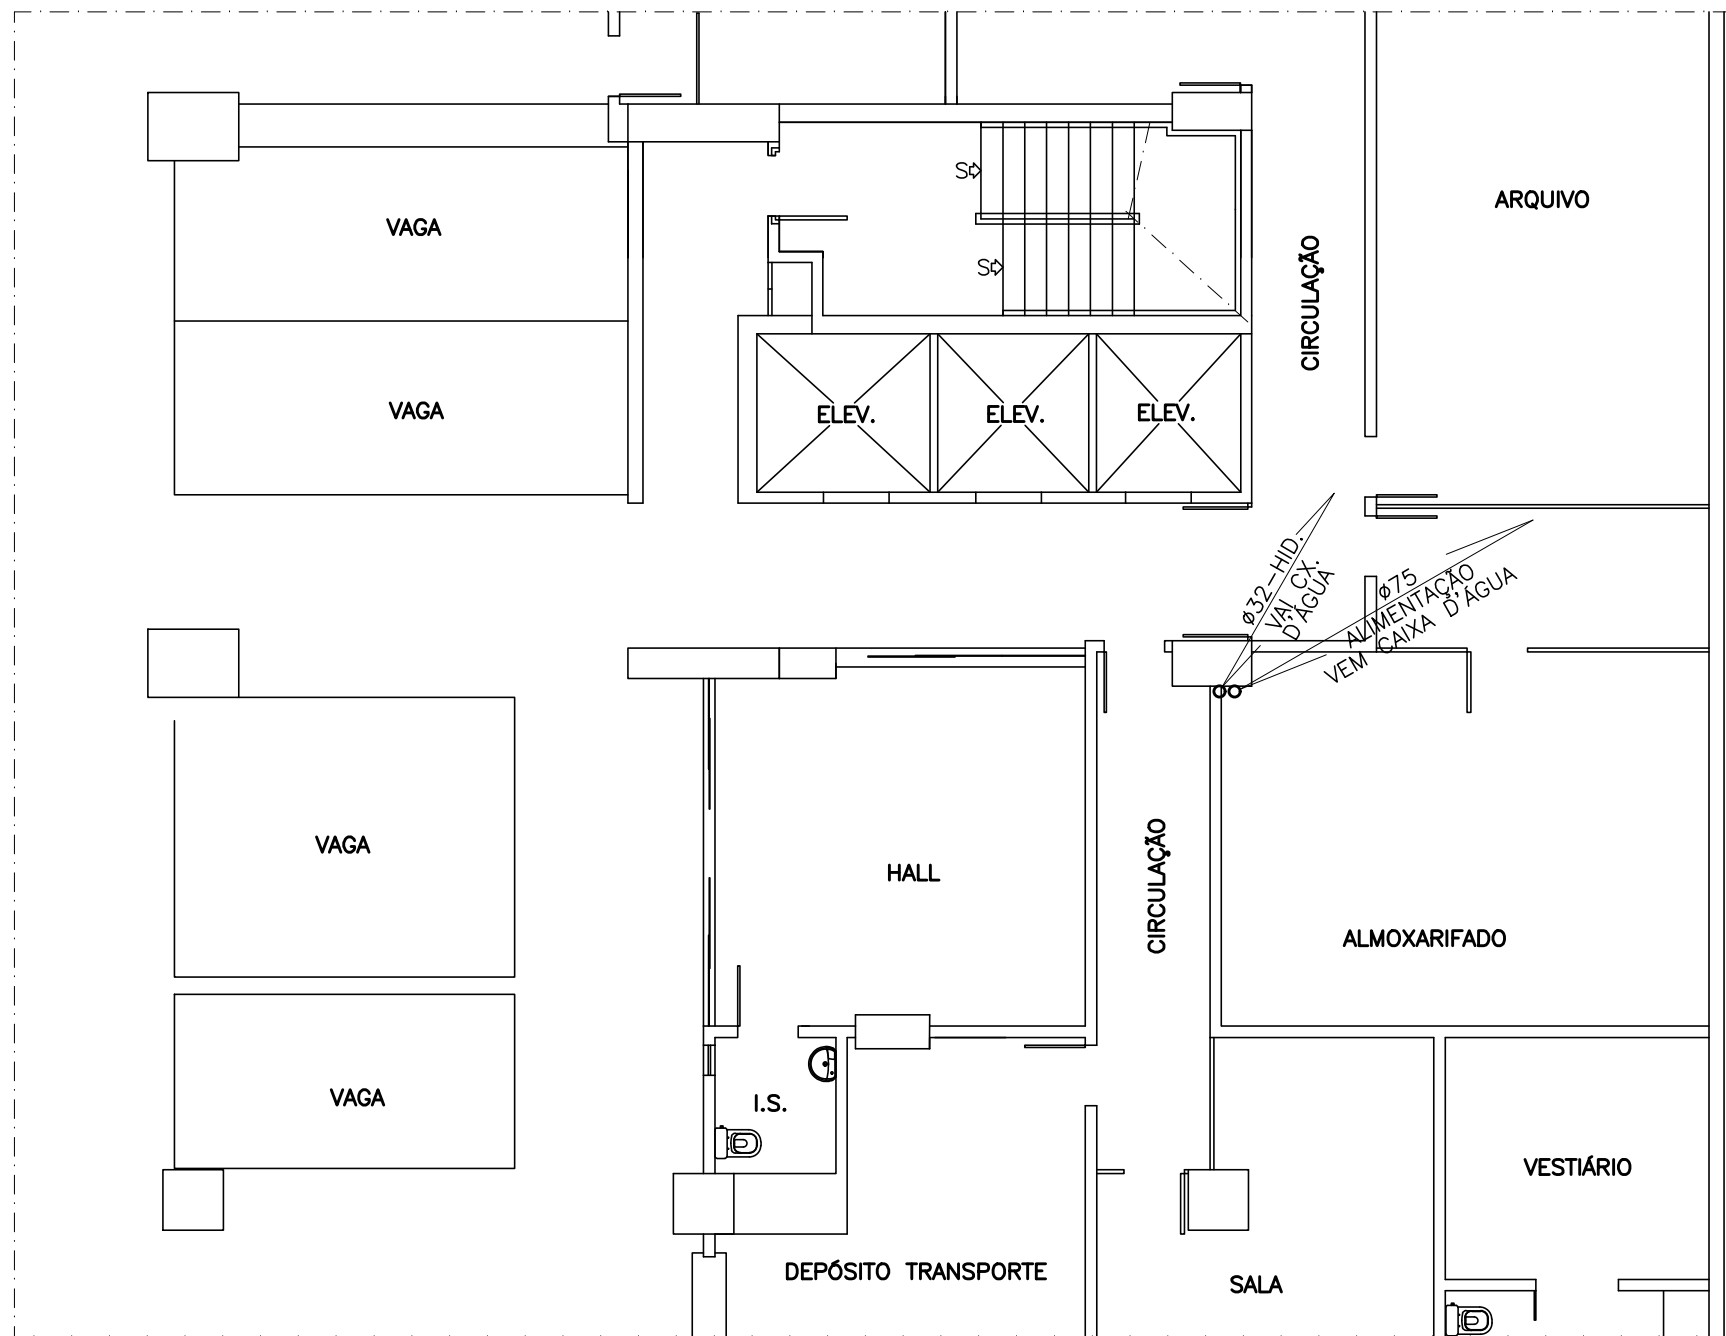 ARQUIVO
S
VAGA
S
CIRCULAÇÃO
VAGA
ELEV.
ELEV.
ELEV.
ø32-HID.
VAI CX.
D'ÁGUA
ø75
ALIMENTAÇÃO
VEM CAIXA D'ÁGUA
VAGA
HALL
CIRCULAÇÃO
ALMOXARIFADO
VAGA
I.S.
VESTIÁRIO
DEPÓSITO TRANSPORTE
SALA